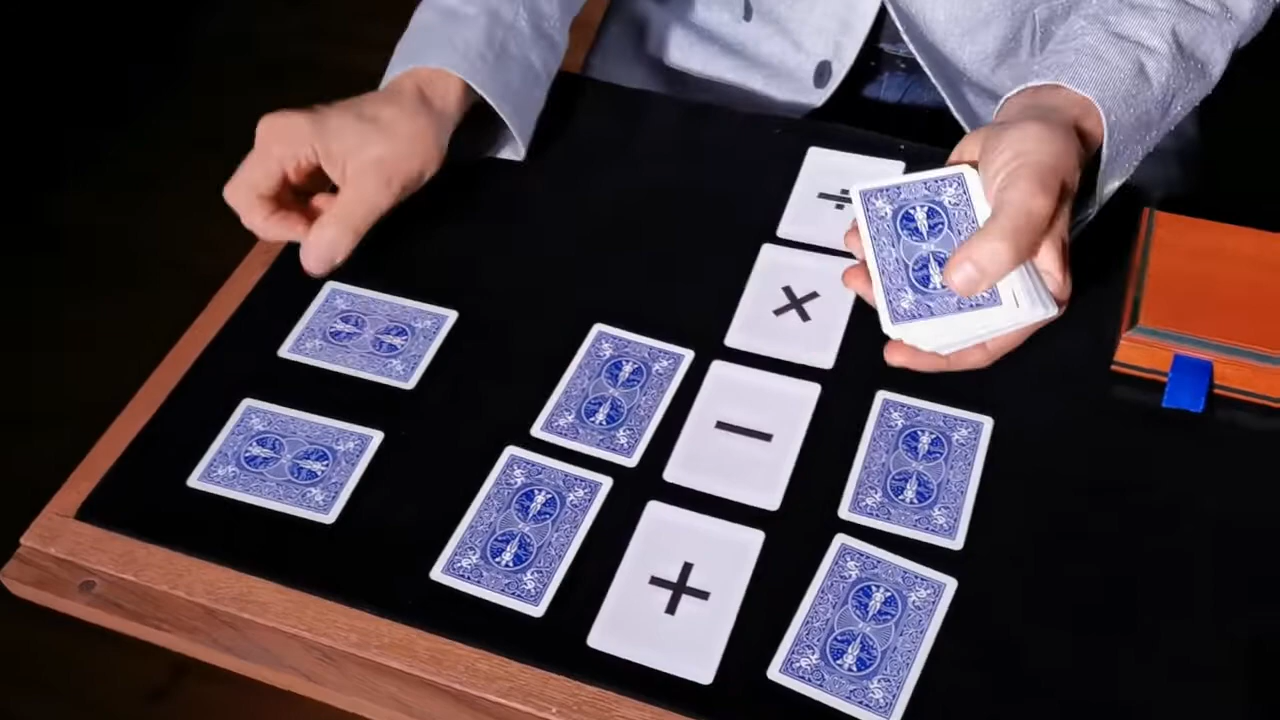 ÷
×
−
+